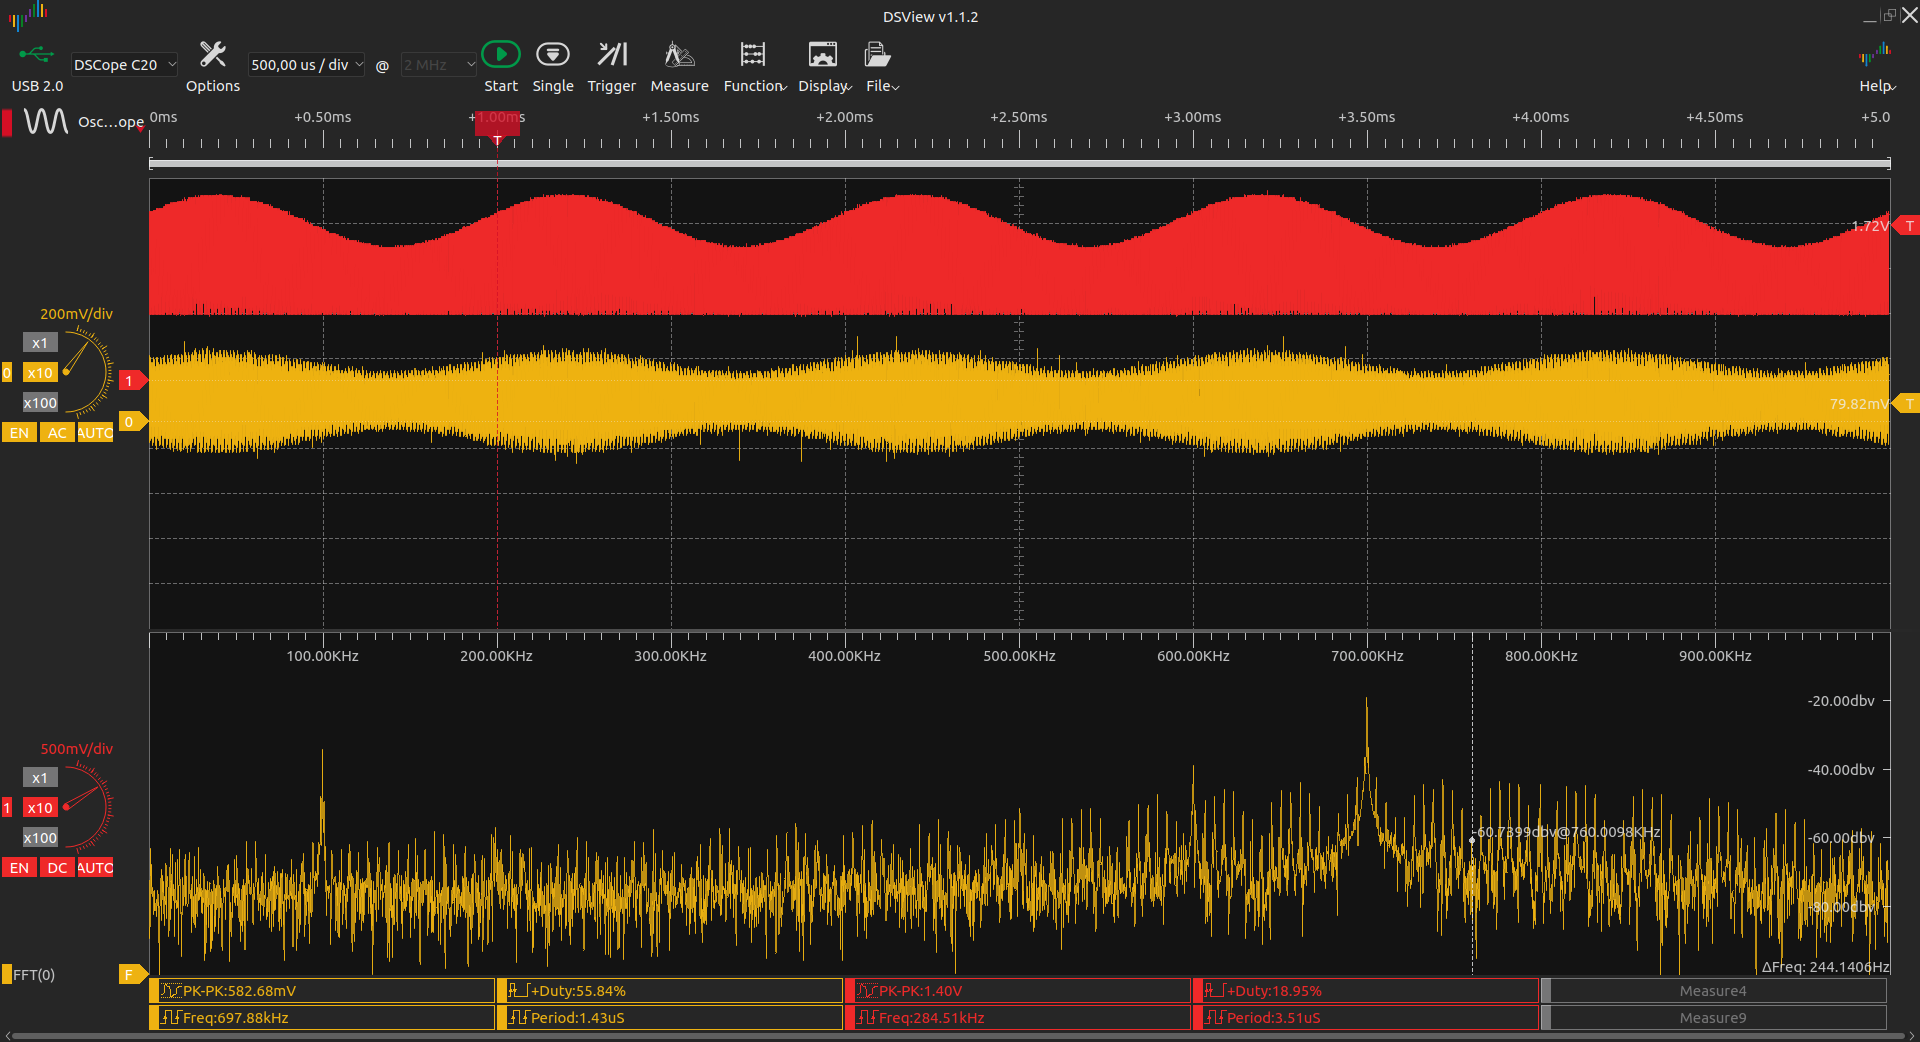 DSView v1.1.2
USB 2.0
DSCope C20
Options
500,00 us / div
@
2 MHz
Start
Single
Trigger
Measure
Function
Display
File
Help
Osc...ope
0ms +0.50ms +1.00ms +1.50ms +2.00ms +2.50ms +3.00ms +3.50ms +4.00ms +4.50ms +5.0
T
1.72V T
200mV/div
x1
0 x10
x100
EN AC AUTO
1
0
79.82mV T
100.00KHz 200.00KHz 300.00KHz 400.00KHz 500.00KHz 600.00KHz 700.00KHz 800.00KHz 900.00KHz
-20.00dbv
-40.00dbv
-60.00dbv
-80.00dbv
-60.7399dbv@760.0098KHz
500mV/div
x1
1 x10
x100
EN DC AUTO
FFT(0)
F
ΔFreq: 244.1406Hz
PK-PK:582.68mV +Duty:55.84% PK-PK:1.40V +Duty:18.95% Measure4
Freq:697.88kHz Period:1.43uS Freq:284.51kHz Period:3.51uS Measure9